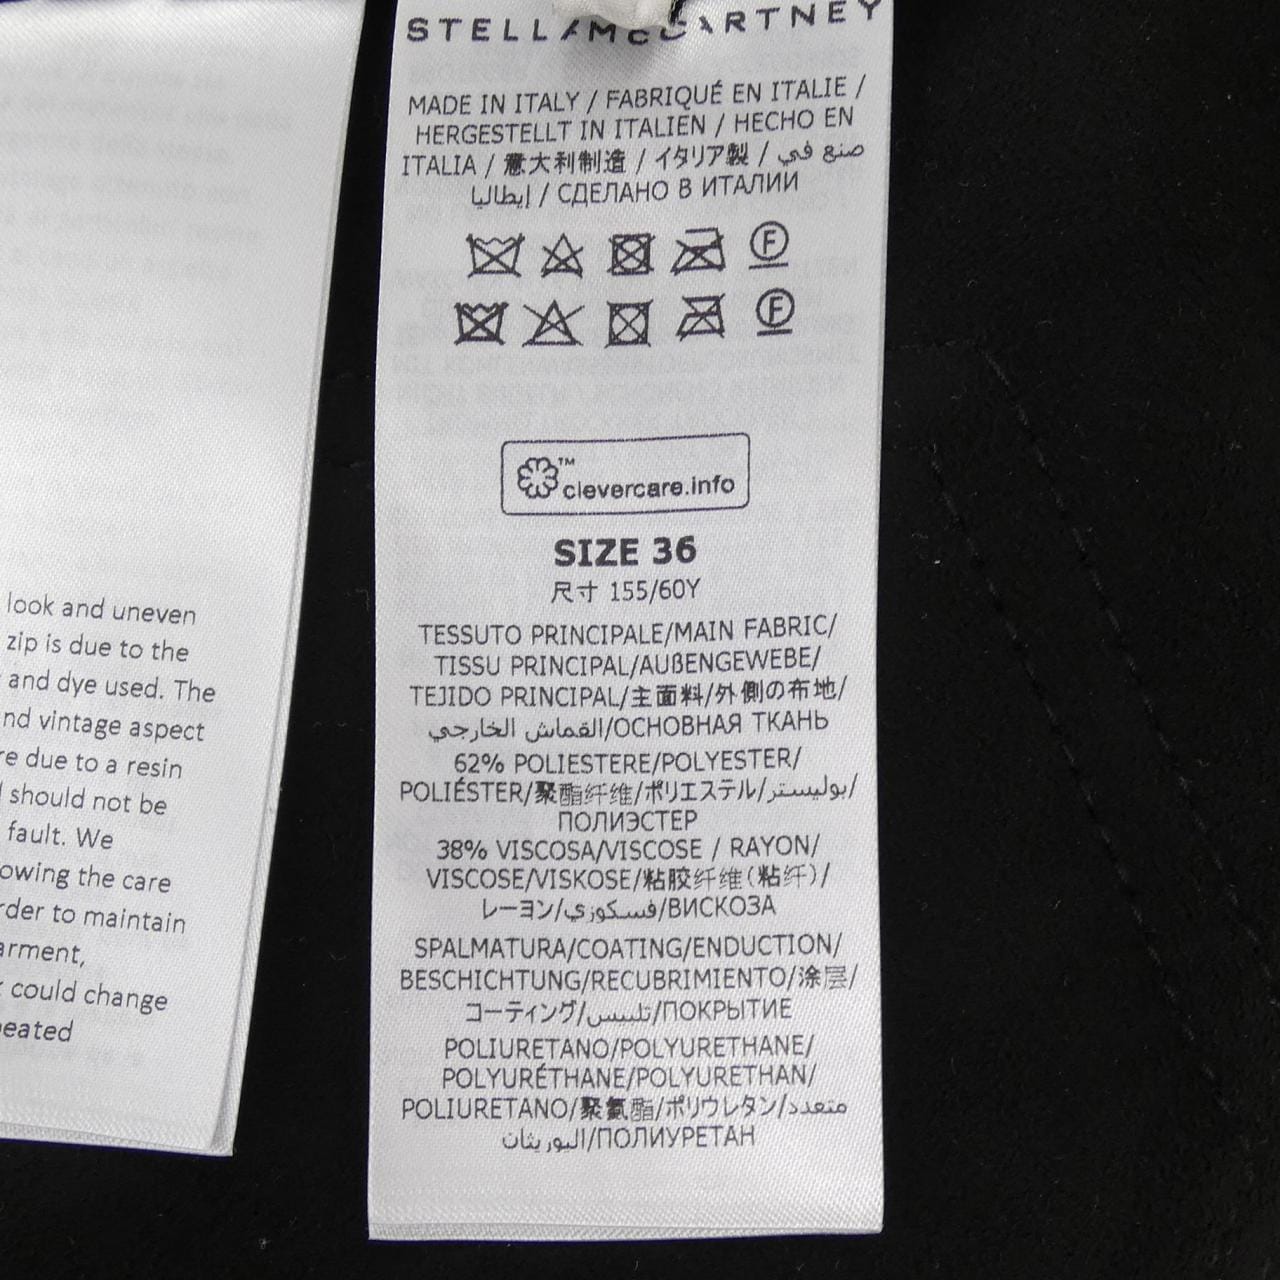 look and uneven
zip is due to the
and dye used. The
nd vintage aspect
re due to a resin
should not be
fault. We
owing the care
rder to maintain
arment,
could change
eated
STELLAMcCARTNEY
MADE IN ITALY / FABRIQUÉ EN ITALIE /
HERGESTELLT IN ITALIEN / HECHO EN
ITALIA / 意大利制造 / イタリア製 / صنع في
إيطاليا / СДЕЛАНО В ИТАЛИИ
F
F
™
clevercare.info
SIZE 36
尺寸 155/60Y
TESSUTO PRINCIPALE/MAIN FABRIC/
TISSU PRINCIPAL/AUßENGEWEBE/
TEJIDO PRINCIPAL/主面料/外側の布地/
القماش الخارجي/ОСНОВНАЯ ТКАНЬ
62% POLIESTERE/POLYESTER/
POLIÉSTER/聚酯纤维/ポリエステル/بوليستر/
ПОЛИЭСТЕР
38% VISCOSA/VISCOSE / RAYON/
VISCOSE/VISKOSE/粘胶纤维(粘纤)/
レーヨン/فسكوزي/ВИСКОЗА
SPALMATURA/COATING/ENDUCTION/
BESCHICHTUNG/RECUBRIMIENTO/涂层/
コーティング/تلبيس/ПОКРЫТИЕ
POLIURETANO/POLYURETHANE/
POLYURÉTHANE/POLYURETHAN/
POLIURETANO/聚氨酯/ポリウレタン/متعدد
اليوريثان/ПОЛИУРЕТАН